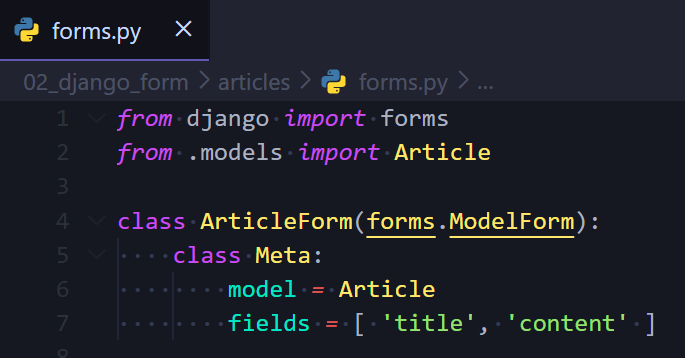 forms.py ×
02_django_form > articles > forms.py > ...
1 from django import forms
2 from .models import Article
3
4 class ArticleForm(forms.ModelForm):
5     class Meta:
6         model = Article
7         fields = [ 'title', 'content' ]
8